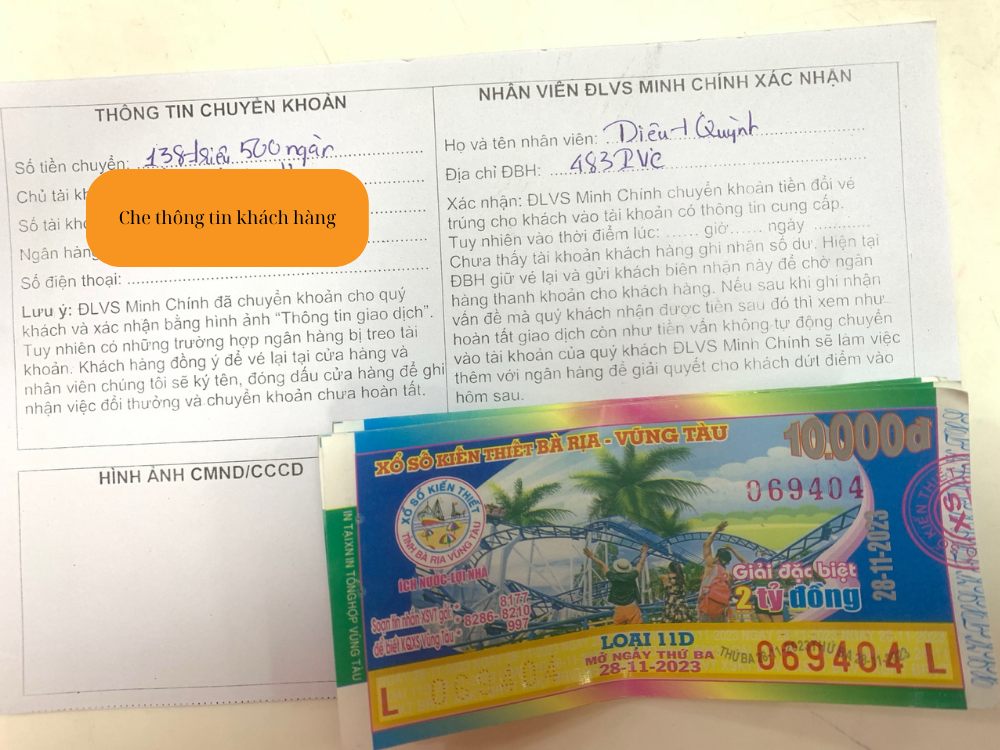 THÔNG TIN CHUYỂN KHOẢN
Số tiền chuyển: 138 triệu 500 ngàn
Chủ tài kh
Số tài kho
Ngân hàng
Số điện thoại:
Che thông tin khách hàng
Lưu ý: ĐLVS Minh Chính đã chuyển khoản cho quý
khách và xác nhận bằng hình ảnh “Thông tin giao dịch”.
Tuy nhiên có những trường hợp ngân hàng bị treo tài
khoản. Khách hàng đồng ý để vé lại tại cửa hàng và
nhân viên chúng tôi sẽ ký tên, đóng dấu cửa hàng để ghi
nhận việc đổi thưởng và chuyển khoản chưa hoàn tất.
NHÂN VIÊN ĐLVS MINH CHÍNH XÁC NHẬN
Họ và tên nhân viên: Diệu Quỳnh
Địa chỉ ĐBH: 483 LVC
Xác nhận: ĐLVS Minh Chính chuyển khoản tiền đổi vé
trúng cho khách vào tài khoản có thông tin cung cấp.
Tuy nhiên vào thời điểm lúc: ...... giờ...... ngày ............
Chưa thấy tài khoản khách hàng ghi nhận số dư. Hiện tại
ĐBH giữ vé lại và gửi khách biên nhận này để chờ ngân
hàng thanh khoản cho khách hàng. Nếu sau khi ghi nhận
vấn đề mà quý khách nhận được tiền sau đó thì xem như
hoàn tất giao dịch còn như tiền vẫn không tự động chuyển
vào tài khoản của quý khách ĐLVS Minh Chính sẽ làm việc
thêm với ngân hàng để giải quyết cho khách dứt điểm vào
hôm sau.
HÌNH ẢNH CMND/CCCD
XỔ SỐ KIẾN THIẾT BÀ RỊA - VŨNG TÀU
10.000đ
069404
XỔ SỐ KIẾN THIẾT
TỈNH BÀ RỊA VŨNG TÀU
ÍCH NƯỚC-LỢI NHÀ
Soạn tin nhắn XSVT gởi
để biết KQXS Vũng Tàu
8177
8286- 8210
997
Giải đặc biệt
2 tỷ đồng
28-11-2023
LOẠI 11D
MỞ NGÀY THỨ BA
28-11-2023
L 069404
069404 L